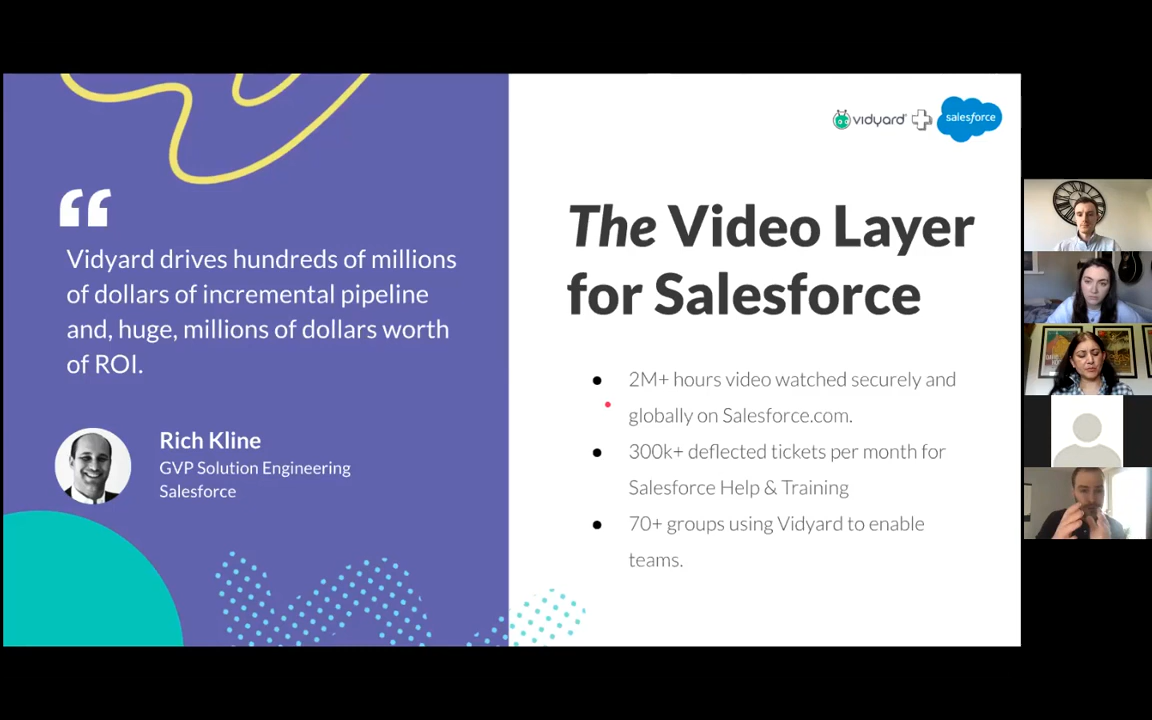 vidyard
salesforce
“
Vidyard drives hundreds of millions
of dollars of incremental pipeline
and, huge, millions of dollars worth
of ROI.
Rich Kline
GVP Solution Engineering
Salesforce
The Video Layer
for Salesforce
● 2M+ hours video watched securely and
globally on Salesforce.com.
● 300k+ deflected tickets per month for
Salesforce Help & Training
● 70+ groups using Vidyard to enable
teams.